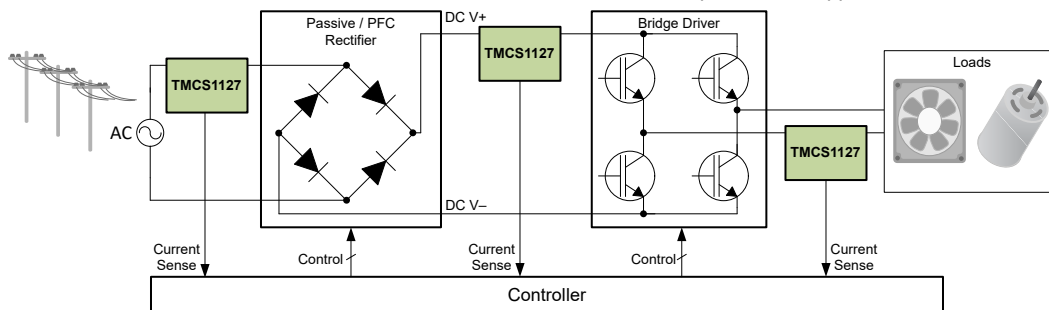 Passive / PFC
Rectifier
DC V+
Bridge Driver
TMCS1127
TMCS1127
Loads
AC
TMCS1127
DC V–
Current
Sense
Control
Current
Sense
Control
Current
Sense
Controller